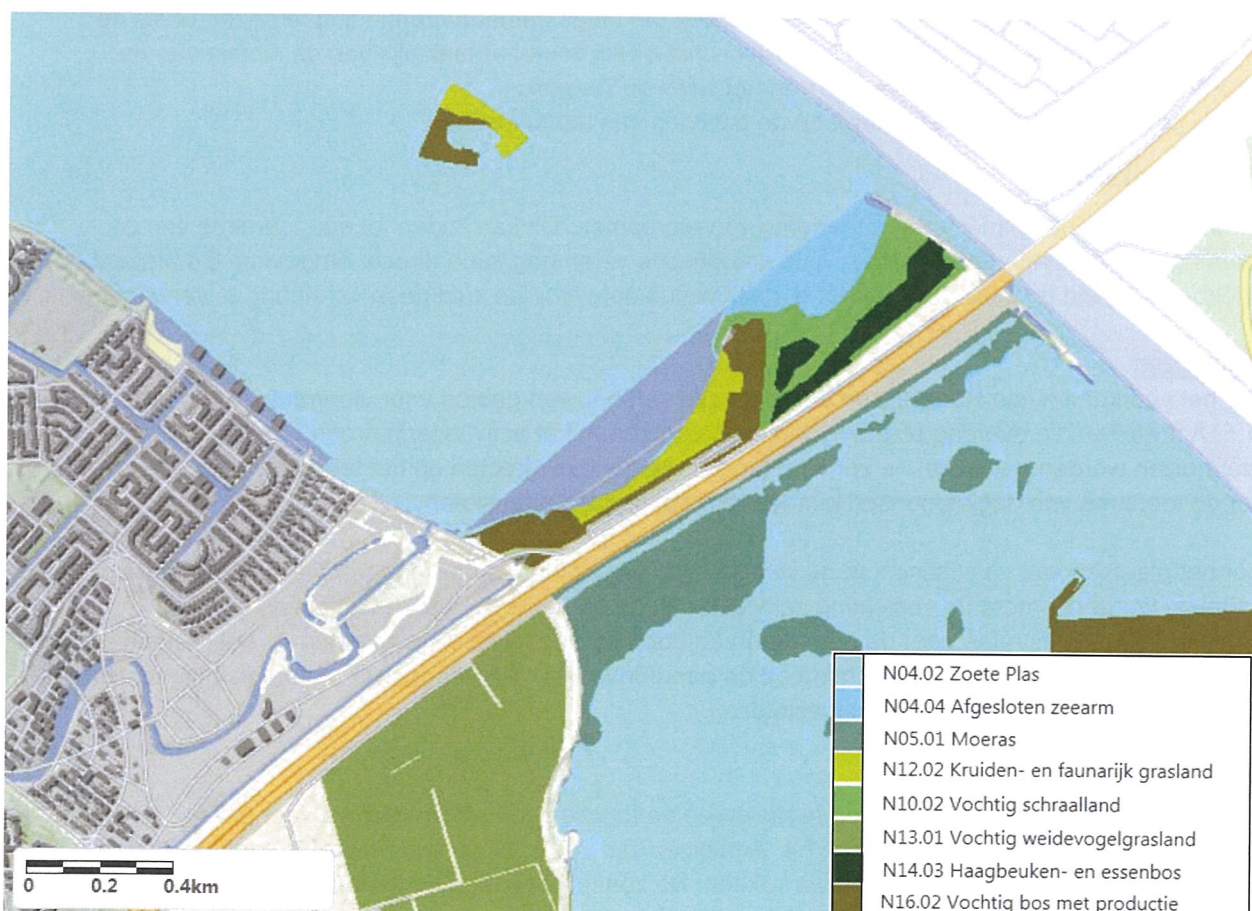 N04.02 Zoete Plas
N04.04 Afgesloten zeearm
N05.01 Moeras
N12.02 Kruiden- en faunarijk grasland
N10.02 Vochtig schraalland
N13.01 Vochtig weidevogelgrasland
N14.03 Haagbeuken- en essenbos
N16.02 Vochtig bos met productie
0 0.2 0.4km